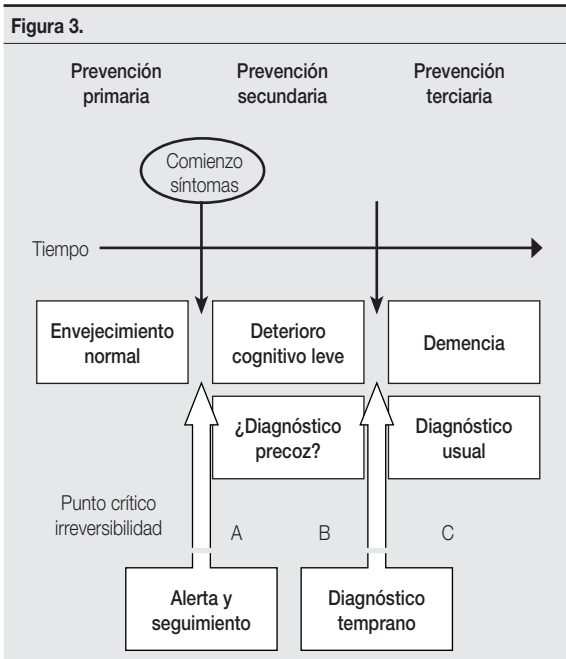 Figura 3.
Prevención
primaria
Prevención
secundaria
Prevención
terciaria
Comienzo
síntomas
Tiempo
Envejecimiento
normal
Deterioro
cognitivo leve
Demencia
¿Diagnóstico
precoz?
Diagnóstico
usual
Punto crítico
irreversibilidad
A
B
C
Alerta y
seguimiento
Diagnóstico
temprano